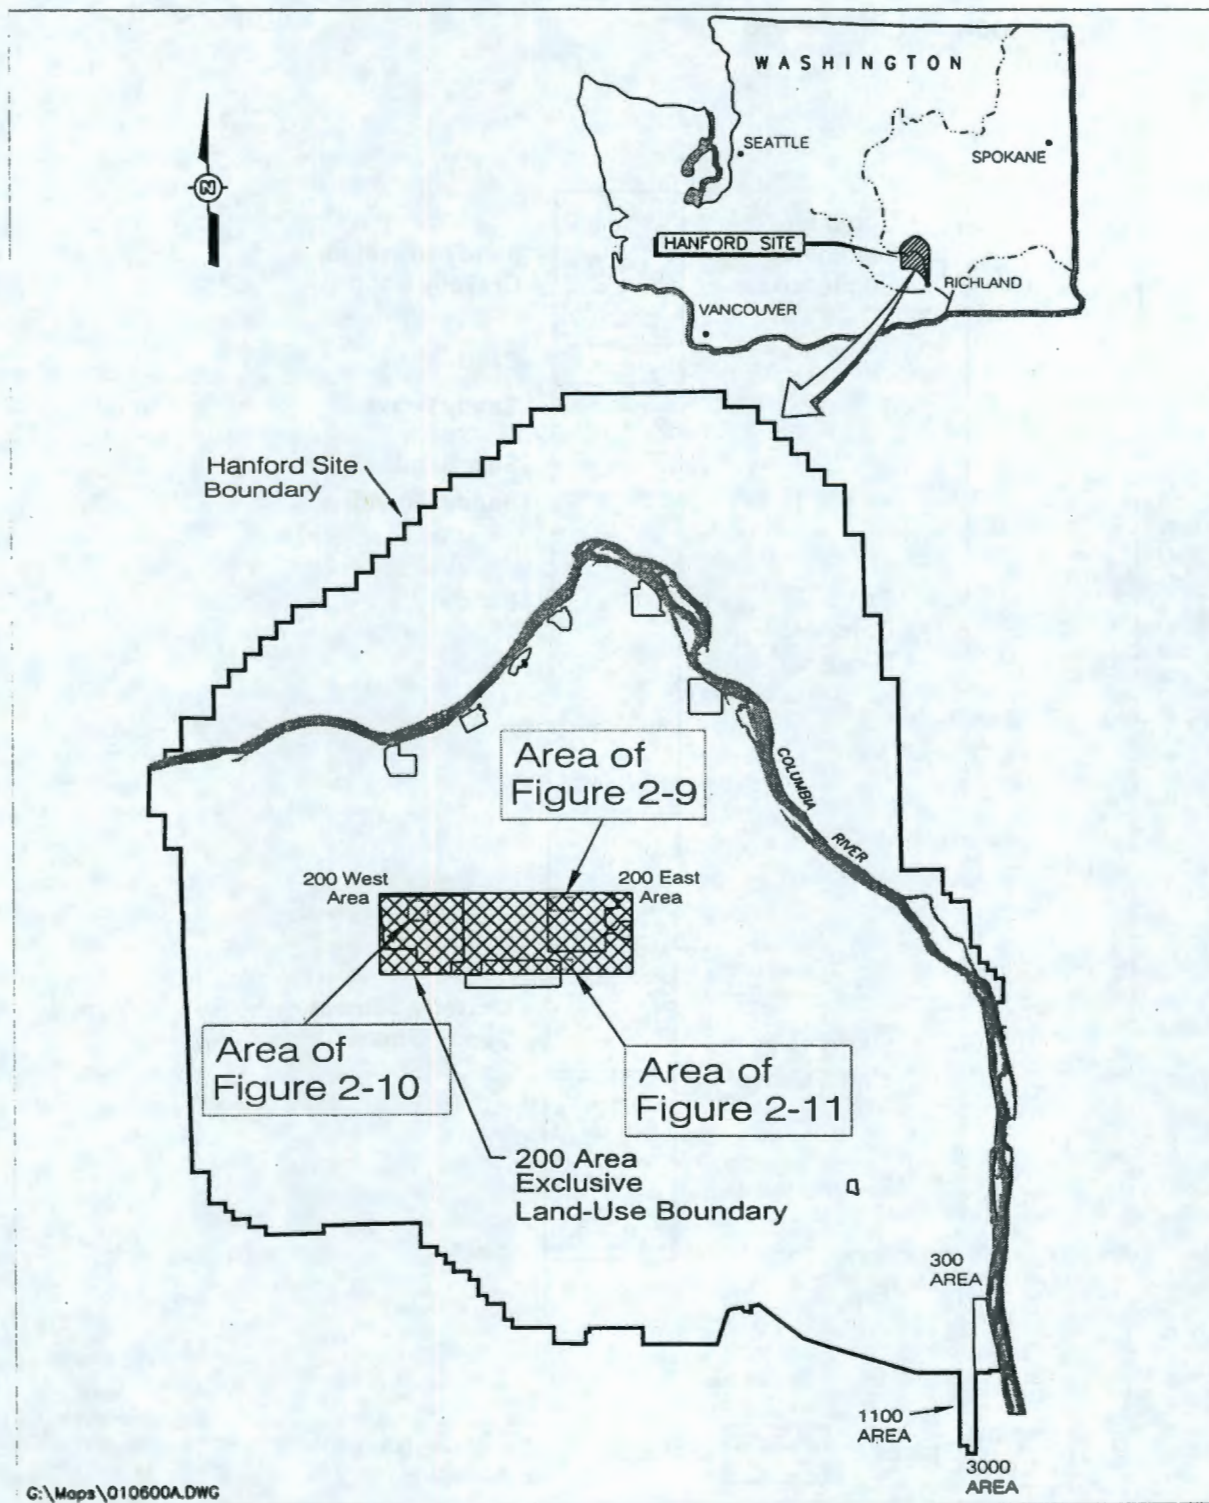 WASHINGTON
SEATTLE
SPOKANE
HANFORD SITE
RICHLAND
VANCOUVER
N
Hanford Site
Boundary
Area of
Figure 2-9
COLUMBIA
RIVER
200 West
Area
200 East
Area
Area of
Figure 2-10
Area of
Figure 2-11
200 Area
Exclusive
Land-Use Boundary
300
AREA
1100
AREA
3000
AREA
G:\Maps\010600A.DWG